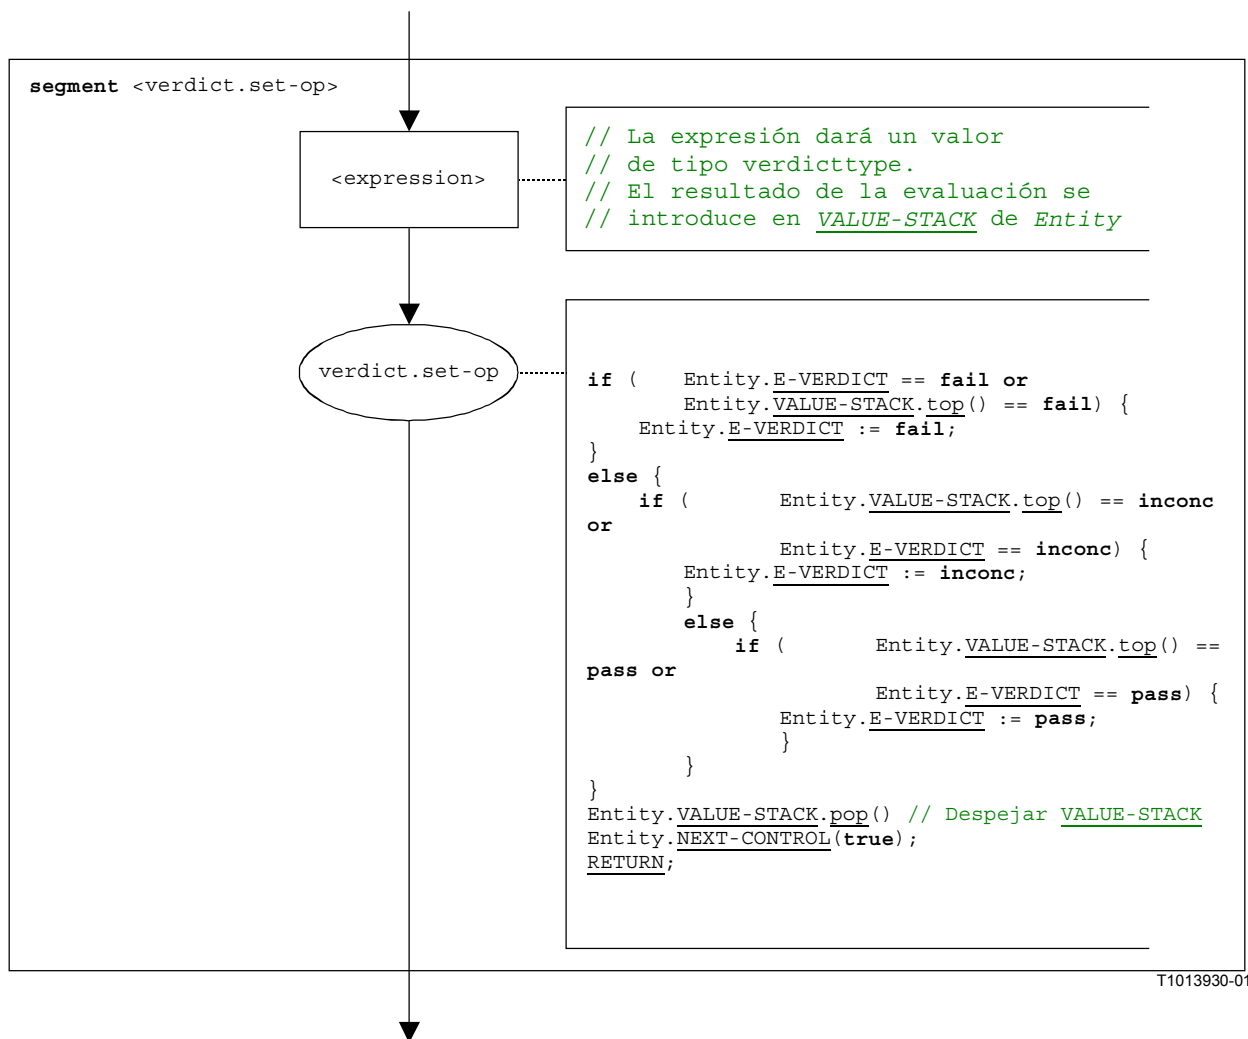 segment <verdict.set-op>
<expression>
// La expresión dará un valor
// de tipo verdicttype.
// El resultado de la evaluación se
// introduce en VALUE-STACK de Entity
verdict.set-op
if ( Entity.E-VERDICT == fail or
Entity.VALUE-STACK.top() == fail) {
Entity.E-VERDICT := fail;
}
else {
if ( Entity.VALUE-STACK.top() == inconc
or
Entity.E-VERDICT == inconc) {
Entity.E-VERDICT := inconc;
}
else {
if ( Entity.VALUE-STACK.top() ==
pass or
Entity.E-VERDICT == pass) {
Entity.E-VERDICT := pass;
}
}
}
Entity.VALUE-STACK.pop() // Despejar VALUE-STACK
Entity.NEXT-CONTROL(true);
RETURN;
T1013930-01